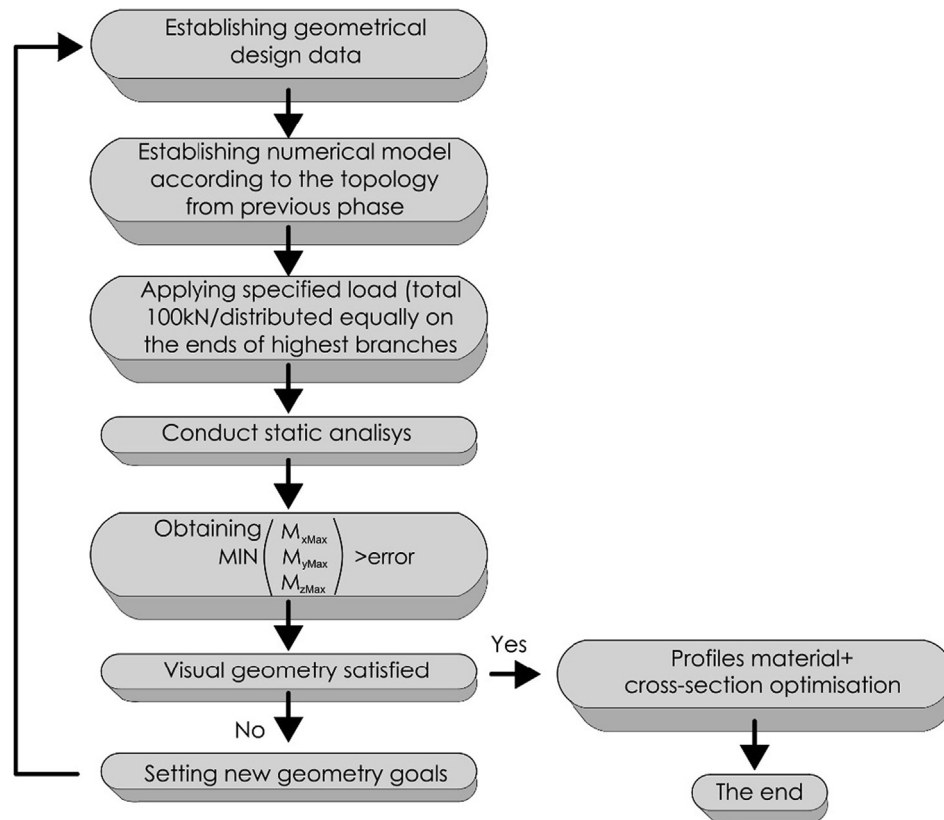 Establishing geometrical
design data
Establishing numerical model
according to the topology
from previous phase
Applying specified load (total
100kN/distributed equally on
the ends of highest branches
Conduct static analisys
Obtaining
MIN ( MxMax
MyMax
MzMax ) >error
Visual geometry satisfied
Yes
Profiles material+
cross-section optimisation
No
Setting new geometry goals
The end